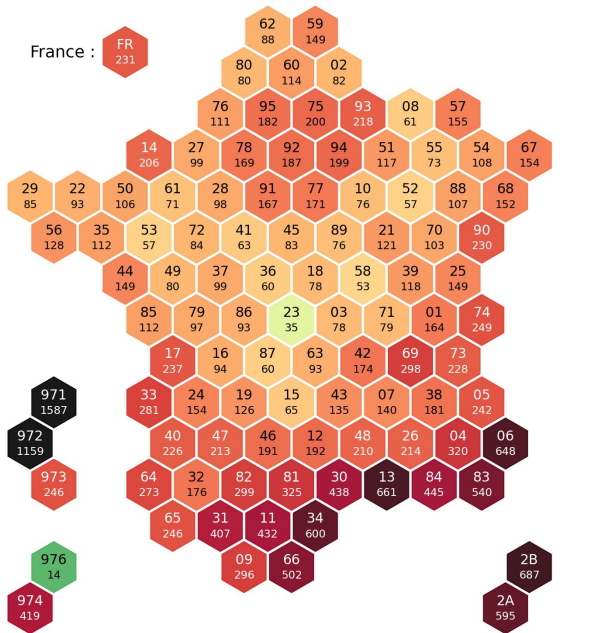 62 59
88 149
France : FR
231
80 60 02
80 114 82
76 95 75 93 08 57
111 182 200 218 61 155
14 27 78 92 94 51 55 54 67
206 99 169 187 199 117 73 108 154
29 22 50 61 28 91 77 10 52 88 68
85 93 106 71 98 167 171 76 57 107 152
56 35 53 72 41 45 89 21 70 90
128 112 57 84 63 83 76 121 103 230
44 49 37 36 18 58 39 25
149 80 99 60 78 53 118 149
85 79 86 23 03 71 01 74
112 97 93 35 78 79 164 249
17 16 87 63 42 69 73
237 94 60 93 174 298 228
971 33 24 19 15 43 07 38 05
1587 281 154 126 65 135 140 181 242
972 40 47 46 12 48 26 04 06
1159 226 213 191 192 210 214 320 648
973 64 32 82 81 30 13 84 83
246 273 176 299 325 438 661 445 540
65 31 11 34
246 407 432 600
976 09 66 2B
14 296 502 687
974 2A
419 595